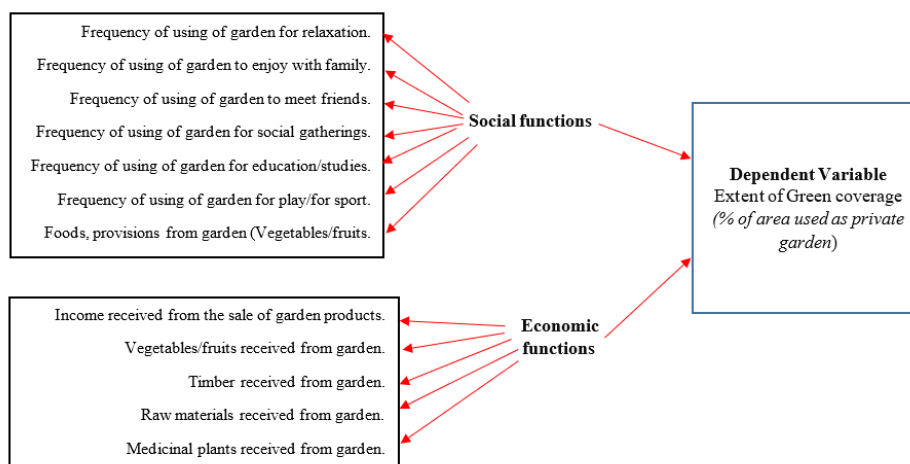 Frequency of using of garden for relaxation.
Frequency of using of garden to enjoy with family.
Frequency of using of garden to meet friends.
Frequency of using of garden for social gatherings.
Frequency of using of garden for education/studies.
Frequency of using of garden for play/for sport.
Foods, provisions from garden (Vegetables/fruits.
Social functions
Dependent Variable
Extent of Green coverage
(% of area used as private
garden)
Income received from the sale of garden products.
Vegetables/fruits received from garden.
Timber received from garden.
Raw materials received from garden.
Medicinal plants received from garden.
Economic
functions